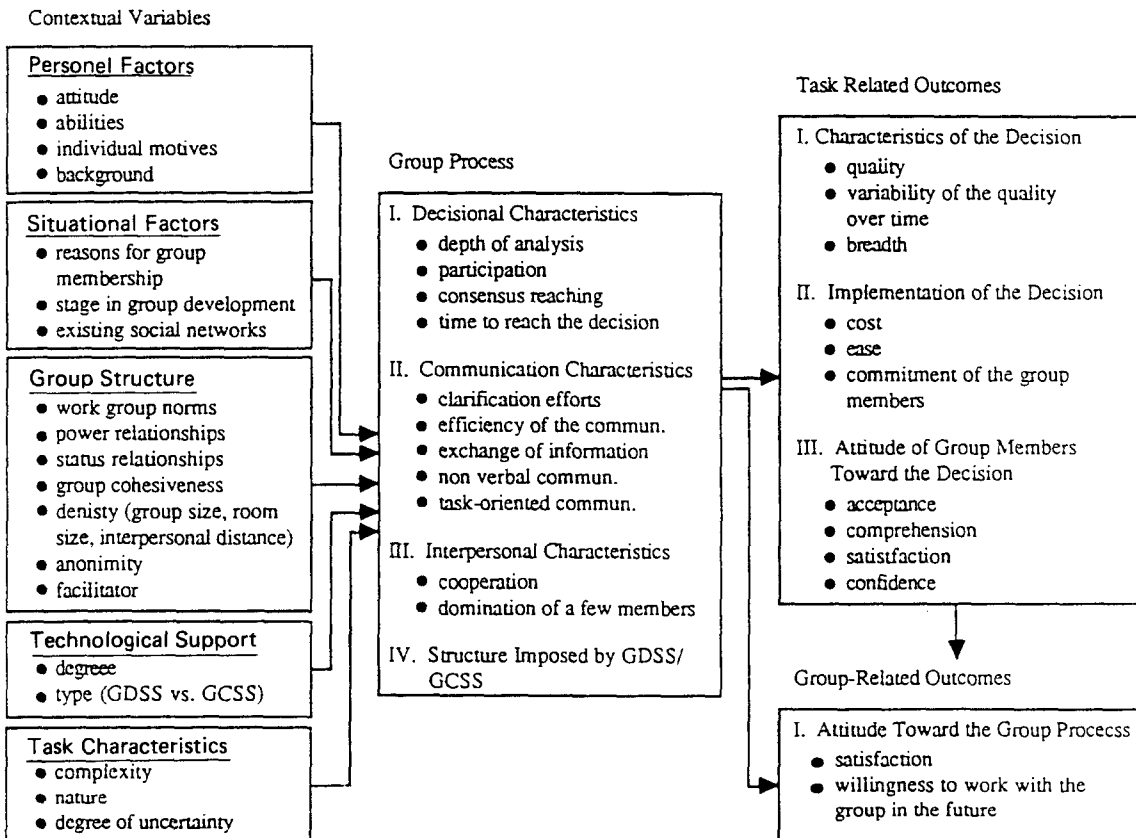 Contextual Variables
Personel Factors
● attitude
● abilities
● individual motives
● background
Situational Factors
● reasons for group
membership
● stage in group development
● existing social networks
Group Structure
● work group norms
● power relationships
● status relationships
● group cohesiveness
● denisty (group size, room
size, interpersonal distance)
● anonimity
● facilitator
Technological Support
● degreee
● type (GDSS vs. GCSS)
Task Characteristics
● complexity
● nature
● degree of uncertainty
Group Process
I. Decisional Characteristics
● depth of analysis
● participation
● consensus reaching
● time to reach the decision
II. Communication Characteristics
● clarification efforts
● efficiency of the commun.
● exchange of information
● non verbal commun.
● task-oriented commun.
III. Interpersonal Characteristics
● cooperation
● domination of a few members
IV. Structure Imposed by GDSS/
GCSS
Task Related Outcomes
I. Characteristics of the Decision
● quality
● variability of the quality
over time
● breadth
II. Implementation of the Decision
● cost
● ease
● commitment of the group
members
III. Attitude of Group Members
Toward the Decision
● acceptance
● comprehension
● satistfaction
● confidence
Group-Related Outcomes
I. Attitude Toward the Group Procecss
● satisfaction
● willingness to work with the
group in the future